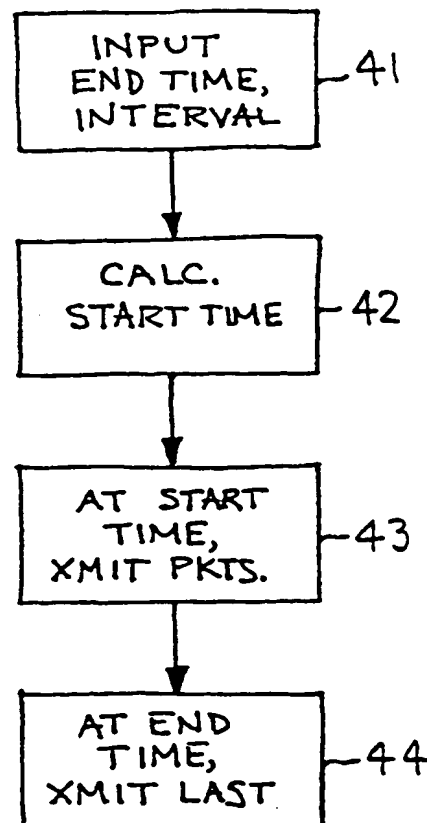 INPUT
END TIME,
INTERVAL
41
CALC.
START TIME
42
AT START
TIME,
XMIT PKTS.
43
AT END
TIME,
XMIT LAST
44